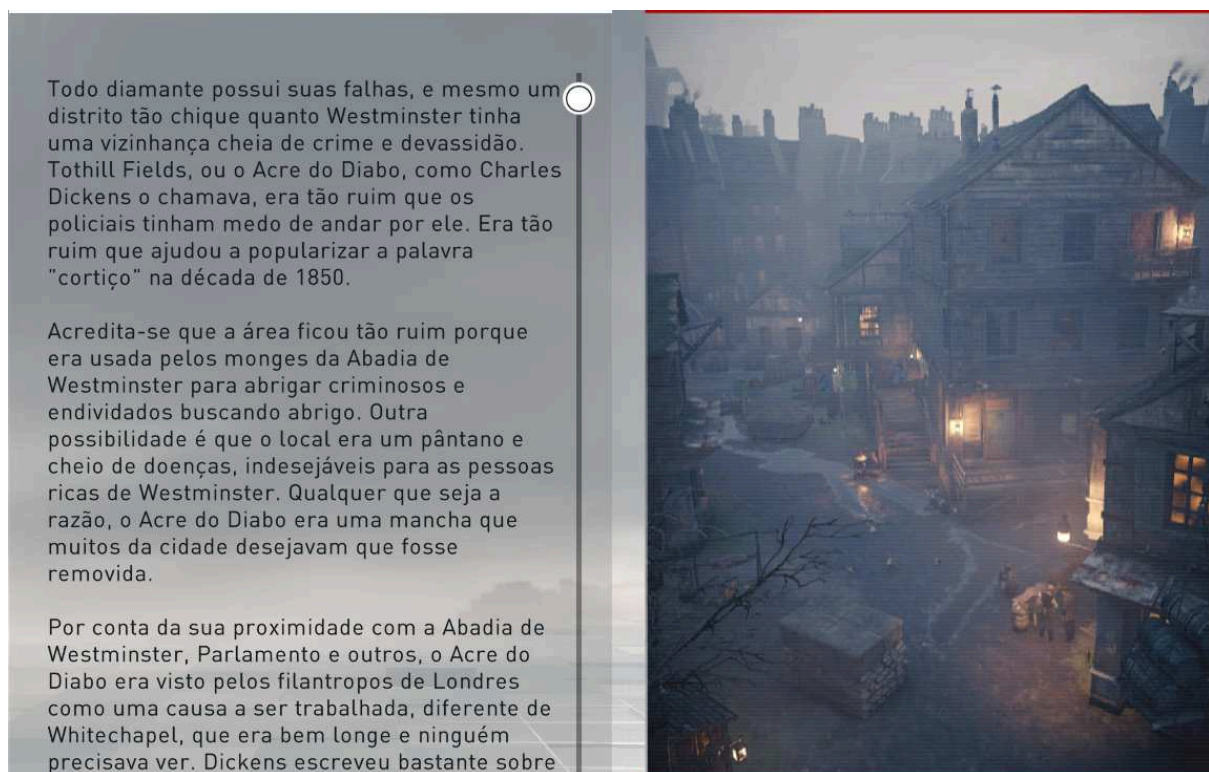 Todo diamante possui suas falhas, e mesmo um
distrito tão chique quanto Westminster tinha
uma vizinhança cheia de crime e devassidão.
Tothill Fields, ou o Acre do Diabo, como Charles
Dickens o chamava, era tão ruim que os
policiais tinham medo de andar por ele. Era tão
ruim que ajudou a popularizar a palavra
"cortiço" na década de 1850.
Acredita-se que a área ficou tão ruim porque
era usada pelos monges da Abadia de
Westminster para abrigar criminosos e
endividados buscando abrigo. Outra
possibilidade é que o local era um pântano e
cheio de doenças, indesejáveis para as pessoas
ricas de Westminster. Qualquer que seja a
razão, o Acre do Diabo era uma mancha que
muitos da cidade desejavam que fosse
removida.
Por conta da sua proximidade com a Abadia de
Westminster, Parlamento e outros, o Acre do
Diabo era visto pelos filantropos de Londres
como uma causa a ser trabalhada, diferente de
Whitechapel, que era bem longe e ninguém
precisava ver. Dickens escreveu bastante sobre